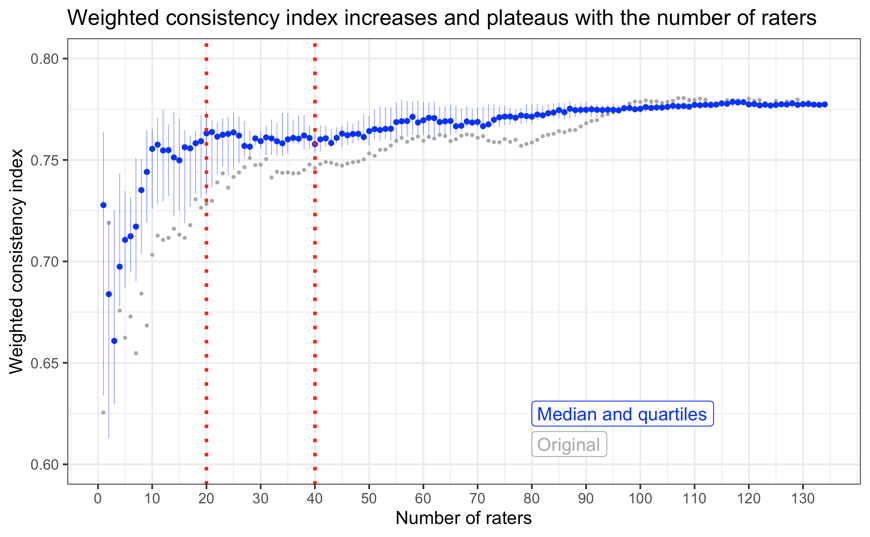 Weighted consistency index increases and plateaus with the number of raters
Weighted consistency index
0.80
0.75
0.70
0.65
0.60
Median and quartiles
Original
0 10 20 30 40 50 60 70 80 90 100 110 120 130
Number of raters